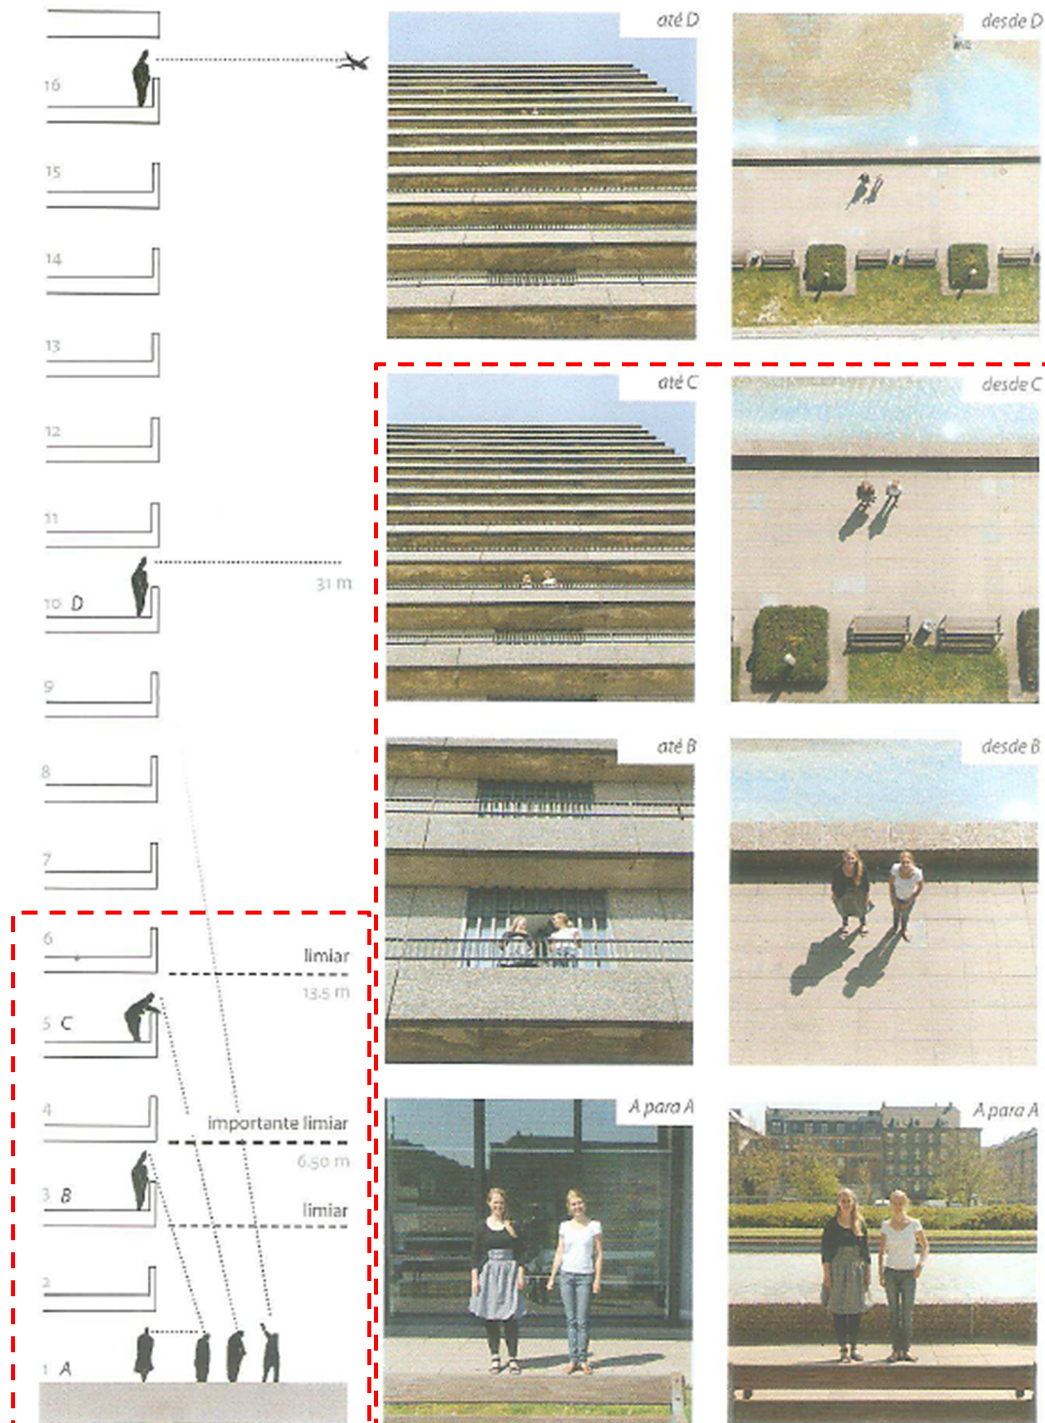 16
15
14
13
12
11
31 m
10 D
9
8
7
6
limiar
13.5 m
5 C
4
importante limiar
6.50 m
3 B
limiar
2
1 A
até D
desde D
até C
desde C
até B
desde B
A para A
A para A